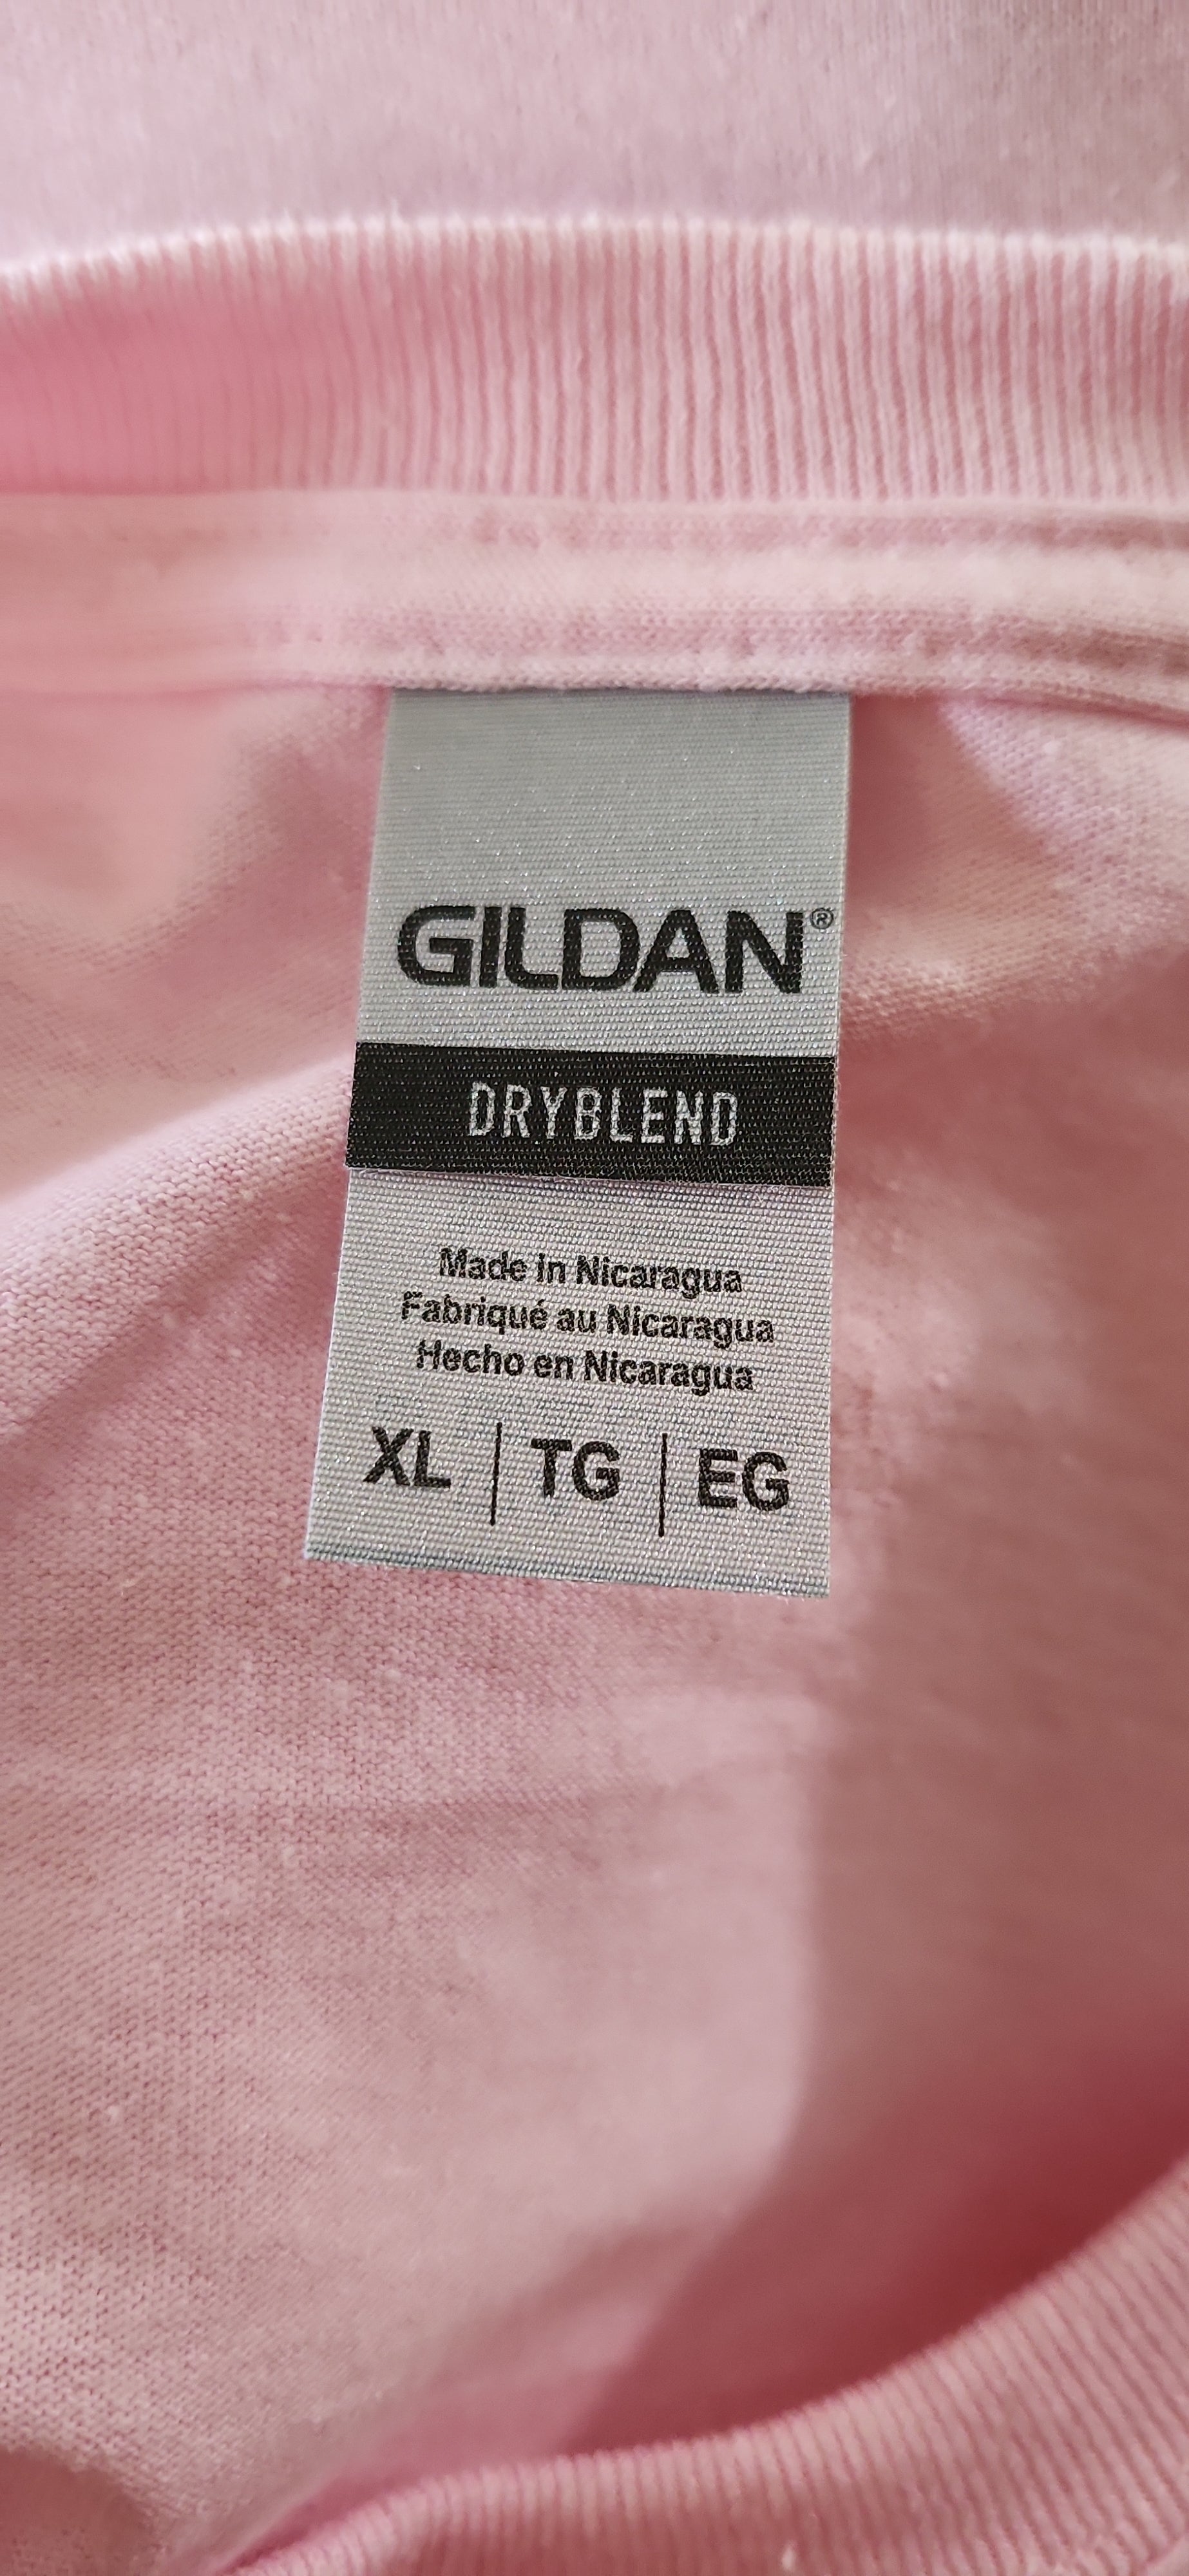 GILDAN®
DRYBLEND
Made in Nicaragua
Fabriqué au Nicaragua
Hecho en Nicaragua
XL | TG | EG